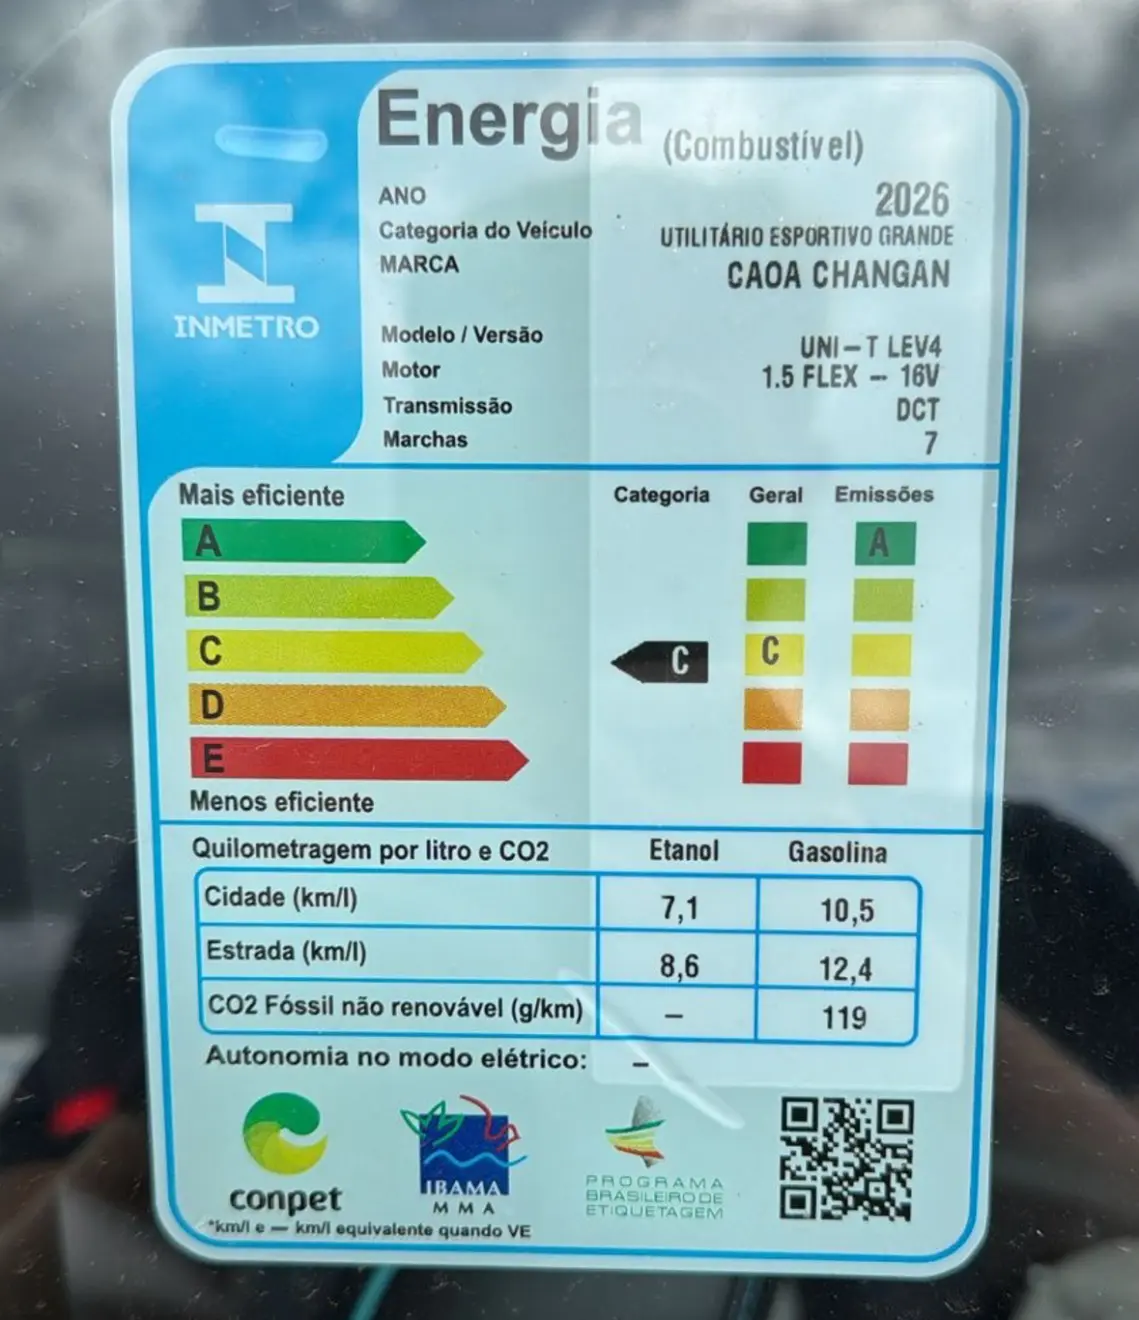 Energia (Combustível)
INMETRO
ANO 2026
Categoria do Veículo UTILITÁRIO ESPORTIVO GRANDE
MARCA CAOA CHANGAN
Modelo / Versão UNI-T LEV4
Motor 1.5 FLEX - 16V
Transmissão DCT
Marchas 7
Mais eficiente Categoria Geral Emissões
A A
B
C C C
D
E
Menos eficiente
Quilometragem por litro e CO2 Etanol Gasolina
Cidade (km/l) 7,1 10,5
Estrada (km/l) 8,6 12,4
CO2 Fóssil não renovável (g/km) – 119
Autonomia no modo elétrico: –
conpet
IBAMA
MMA
PROGRAMA
BRASILEIRO DE
ETIQUETAGEM
*km/l e — km/l equivalente quando VE